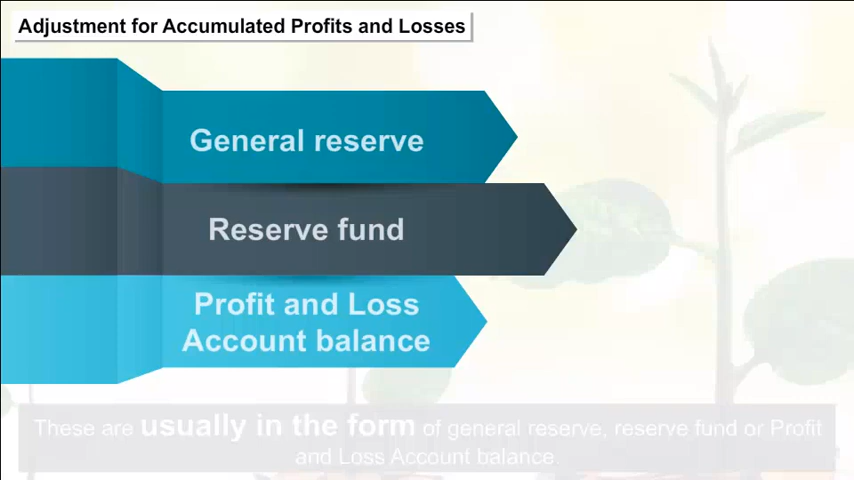 Adjustment for Accumulated Profits and Losses
General reserve
Reserve fund
Profit and Loss
Account balance
These are usually in the form of general reserve, reserve fund or Profit
and Loss Account balance.